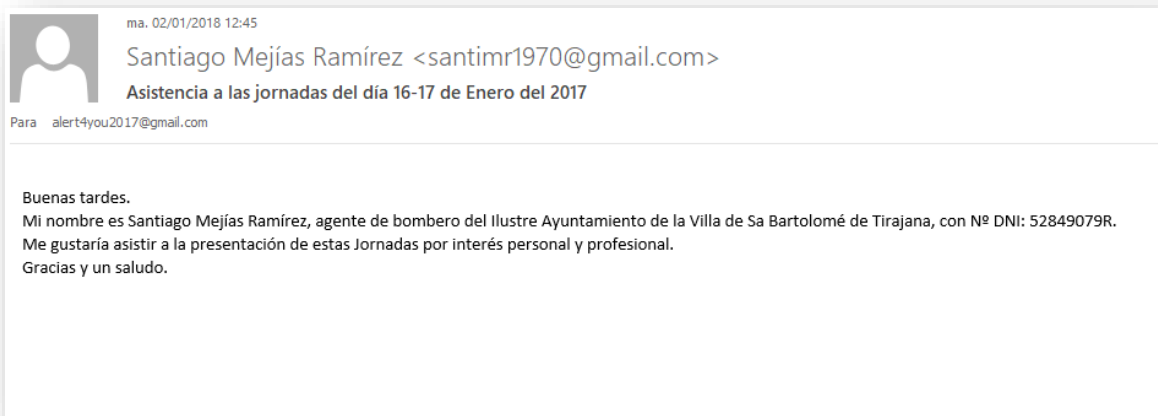 ma. 02/01/2018 12:45
Santiago Mejías Ramírez <santimr1970@gmail.com>
Asistencia a las jornadas del día 16-17 de Enero del 2017
Para alert4you2017@gmail.com
Buenas tardes.
Mi nombre es Santiago Mejías Ramírez, agente de bombero del Ilustre Ayuntamiento de la Villa de Sa Bartolomé de Tirajana, con Nº DNI: 52849079R.
Me gustaría asistir a la presentación de estas Jornadas por interés personal y profesional.
Gracias y un saludo.